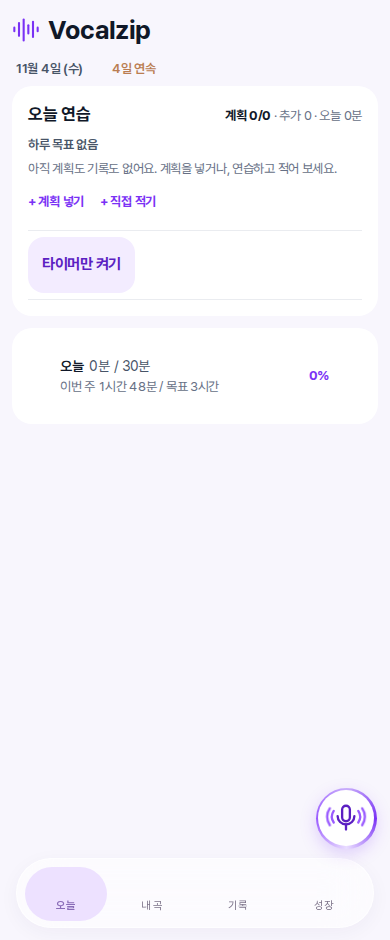 Vocalzip
11월 4일 (수) 4일 연속
오늘 연습 계획 0/0 · 추가 0 · 오늘 0분
하루 목표 없음
아직 계획도 기록도 없어요. 계획을 넣거나, 연습하고 적어 보세요.
+ 계획 넣기 + 직접 적기
타이머만 켜기
오늘 0분 / 30분
이번 주 1시간 48분 / 목표 3시간
0%
오늘 내 곡 기록 성장